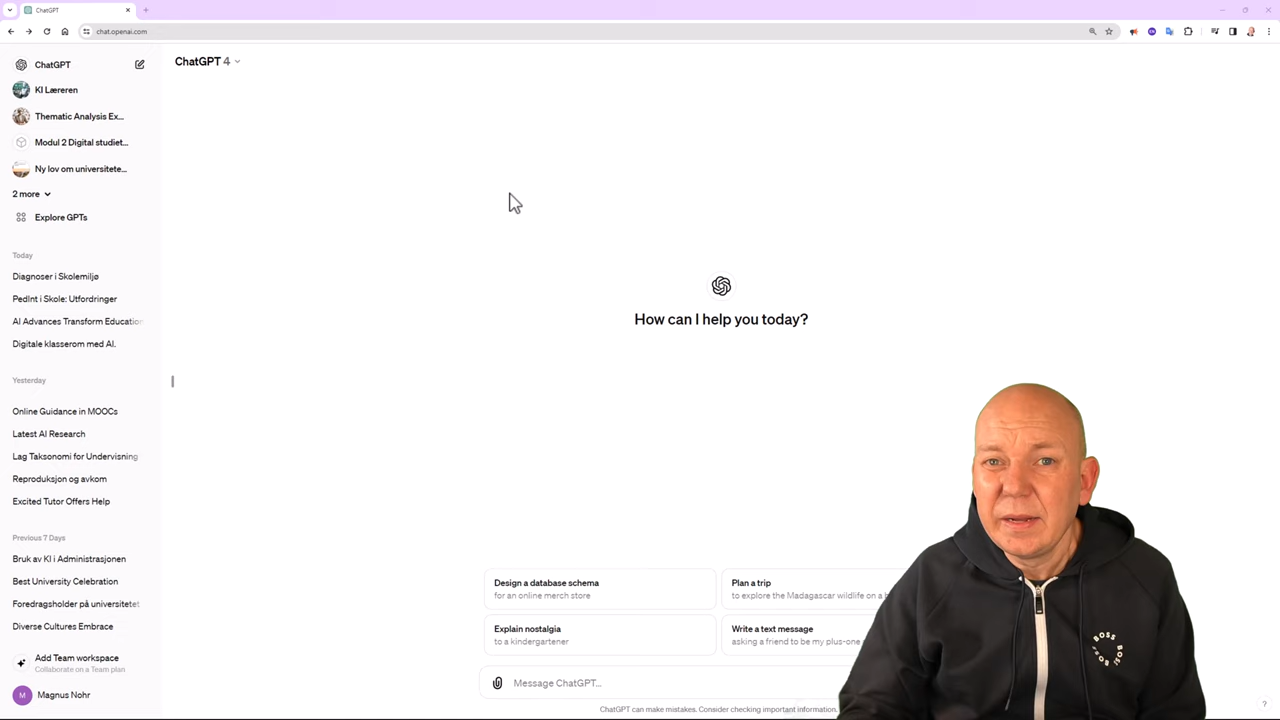 ChatGPT
chat.openai.com
ChatGPT
KI Læreren
Thematic Analysis Ex...
Modul 2 Digital studiet...
Ny lov om universitete...
2 more
Explore GPTs
Today
Diagnoser i Skolemiljø
PedInt i Skole: Utfordringer
AI Advances Transform Education
Digitale klasserom med AI.
Yesterday
Online Guidance in MOOCs
Latest AI Research
Lag Taksonomi for Undervisning
Reproduksjon og avkom
Excited Tutor Offers Help
Previous 7 Days
Bruk av KI i Administrasjonen
Best University Celebration
Foredragsholder på universitetet
Diverse Cultures Embrace
Add Team workspace
Collaborate on a Team plan
M
Magnus Nohr
ChatGPT 4
How can I help you today?
Design a database schema
for an online merch store
Plan a trip
to explore the Madagascar wildlife on a b
Explain nostalgia
to a kindergartener
Write a text message
asking a friend to be my plus-one
Message ChatGPT...
ChatGPT can make mistakes. Consider checking important information.
?
BOSS
BOSS